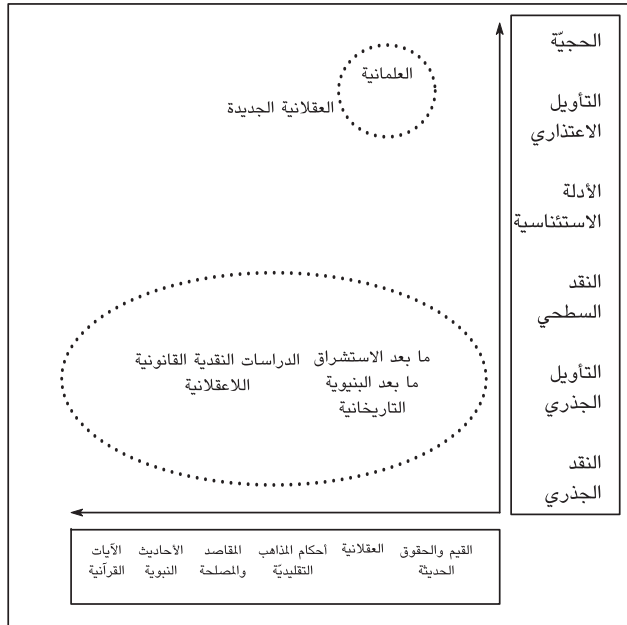 الحجيّة
التأويل
الاعتذاري
الأدلة
الاستئناسية
النقد
السطحي
التأويل
الجذري
النقد
الجذري
العلمانية
العقلانية الجديدة
ما بعد الاستشراق
ما بعد البنيوية
التاريخانية
الدراسات النقدية القانونية
اللاعقلانية
القيم والحقوق
الحديثة
العقلانية
أحكام المذاهب
التقليديّة
المقاصد
والمصلحة
الأحاديث
النبوية
الآيات
القرآنية